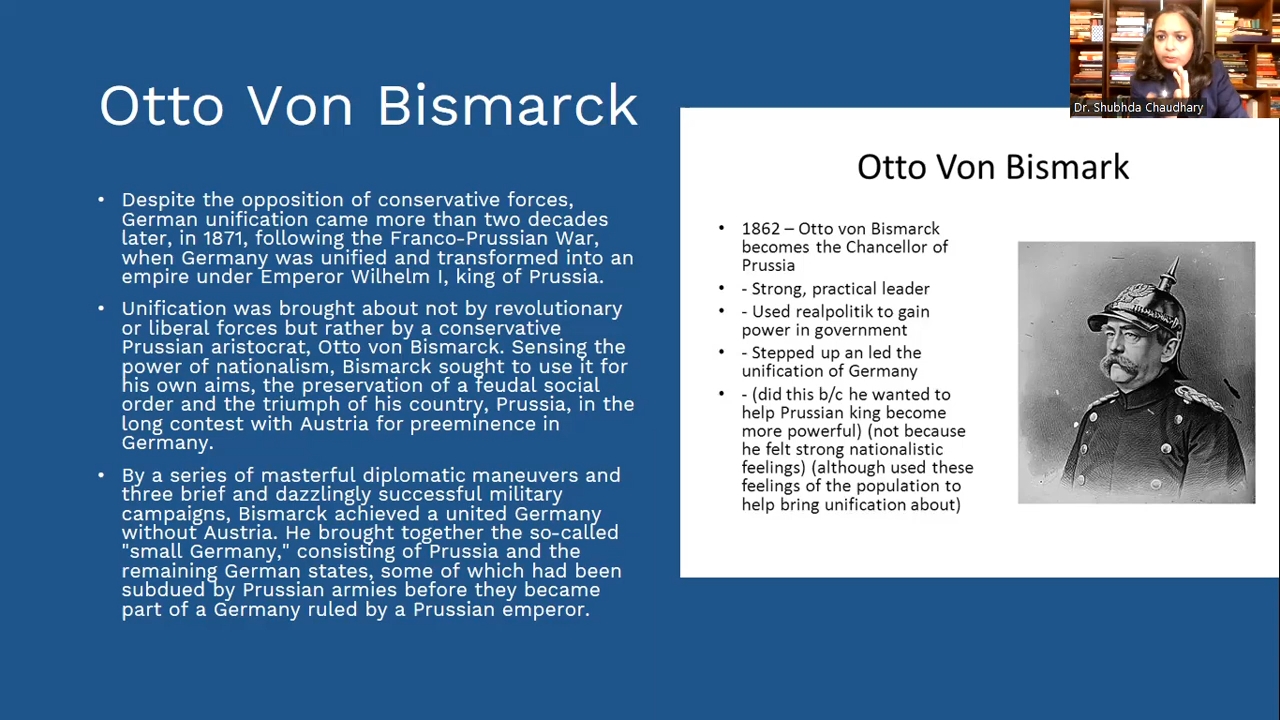 Otto Von Bismarck
• Despite the opposition of conservative forces,
German unification came more than two decades
later, in 1871, following the Franco-Prussian War,
when Germany was unified and transformed into an
empire under Emperor Wilhelm I, king of Prussia.
• Unification was brought about not by revolutionary
or liberal forces but rather by a conservative
Prussian aristocrat, Otto von Bismarck. Sensing the
power of nationalism, Bismarck sought to use it for
his own aims, the preservation of a feudal social
order and the triumph of his country, Prussia, in the
long contest with Austria for preeminence in
Germany.
• By a series of masterful diplomatic maneuvers and
three brief and dazzlingly successful military
campaigns, Bismarck achieved a united Germany
without Austria. He brought together the so-called
"small Germany," consisting of Prussia and the
remaining German states, some of which had been
subdued by Prussian armies before they became
part of a Germany ruled by a Prussian emperor.
Otto Von Bismark
• 1862 – Otto von Bismarck
becomes the Chancellor of
Prussia
• - Strong, practical leader
• - Used realpolitik to gain
power in government
• - Stepped up an led the
unification of Germany
• - (did this b/c he wanted to
help Prussian king become
more powerful) (not because
he felt strong nationalistic
feelings) (although used these
feelings of the population to
help bring unification about)
Dr. Shubhda Chaudhary